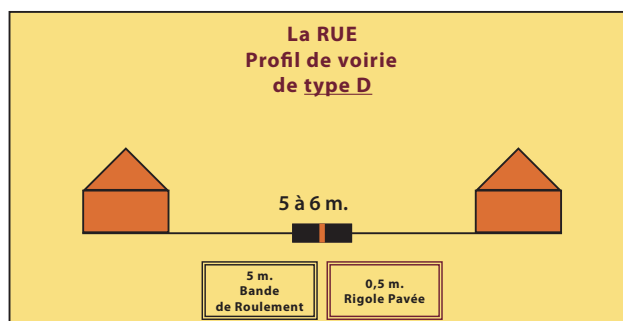 La RUE
Profil de voirie
de type D
5 à 6 m.
5 m.
Bande
de Roulement
0,5 m.
Rigole Pavée